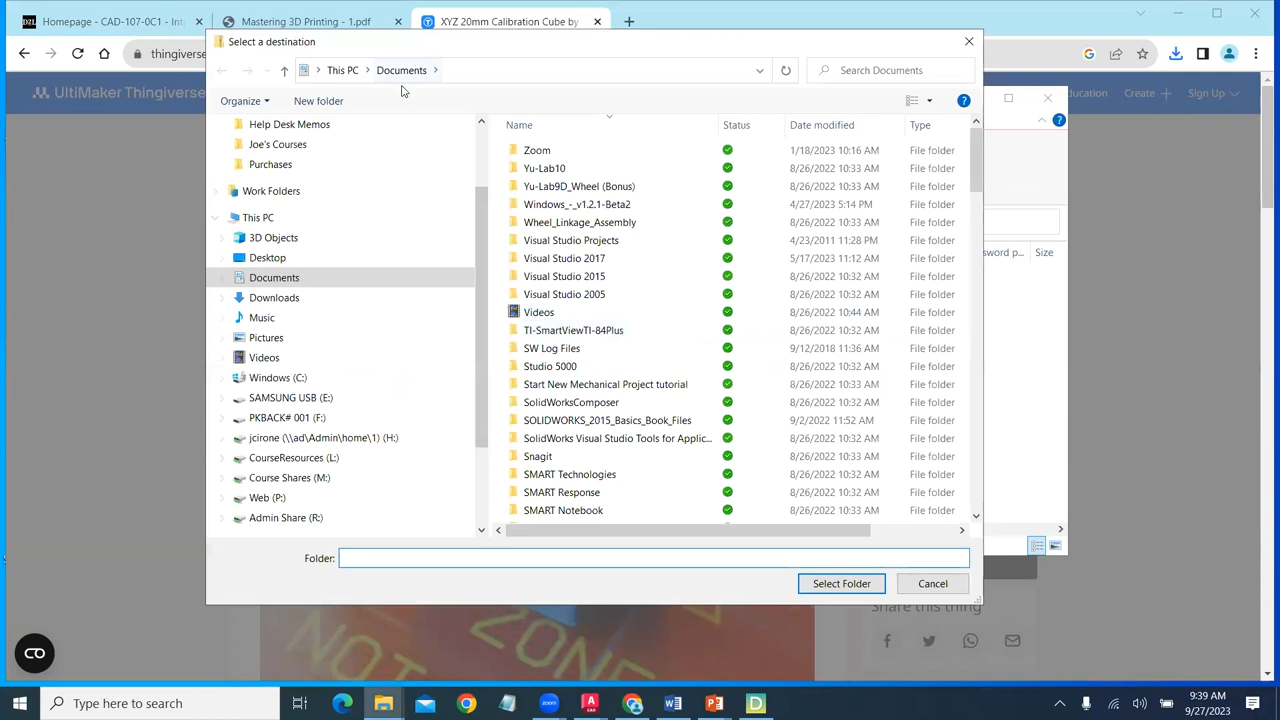 Homepage - CAD-107-0C1 - Int
Mastering 3D Printing - 1.pdf
XYZ 20mm Calibration Cube by
Select a destination
thingiverse
This PC
Documents
Search Documents
UltiMaker Thingiverse
Education
Create
Sign Up
Organize
New folder
Name
Status
Date modified
Type
Help Desk Memos
Joe's Courses
Purchases
Work Folders
This PC
3D Objects
Desktop
Documents
Downloads
Music
Pictures
Videos
Windows (C:)
SAMSUNG USB (E:)
PKBACK# 001 (F:)
jcirone (\\ad\Admin\home\1) (H:)
CourseResources (L:)
Course Shares (M:)
Web (P:)
Admin Share (R:)
Zoom 1/18/2023 10:16 AM File folder
Yu-Lab10 8/26/2022 10:33 AM File folder
Yu-Lab9D_Wheel (Bonus) 8/26/2022 10:33 AM File folder
Windows_-_v1.2.1-Beta2 4/27/2023 5:14 PM File folder
Wheel_Linkage_Assembly 8/26/2022 10:33 AM File folder
Visual Studio Projects 4/23/2011 11:28 PM File folder
Visual Studio 2017 5/17/2023 11:12 AM File folder
Visual Studio 2015 8/26/2022 10:32 AM File folder
Visual Studio 2005 8/26/2022 10:32 AM File folder
Videos 8/26/2022 10:44 AM File folder
TI-SmartViewTI-84Plus 8/26/2022 10:32 AM File folder
SW Log Files 9/12/2018 11:36 AM File folder
Studio 5000 8/26/2022 10:33 AM File folder
Start New Mechanical Project tutorial 8/26/2022 10:33 AM File folder
SolidWorksComposer 8/26/2022 10:33 AM File folder
SOLIDWORKS_2015_Basics_Book_Files 9/2/2022 11:52 AM File folder
SolidWorks Visual Studio Tools for Applic... 8/26/2022 10:32 AM File folder
Snagit 8/26/2022 10:33 AM File folder
SMART Technologies 8/26/2022 10:32 AM File folder
SMART Response 8/26/2022 10:32 AM File folder
SMART Notebook 8/26/2022 10:32 AM File folder
sword p... Size
Folder:
Select Folder
Cancel
Share this thing
NOT
ZONE
Type here to search
zoom
9:39 AM
9/27/2023